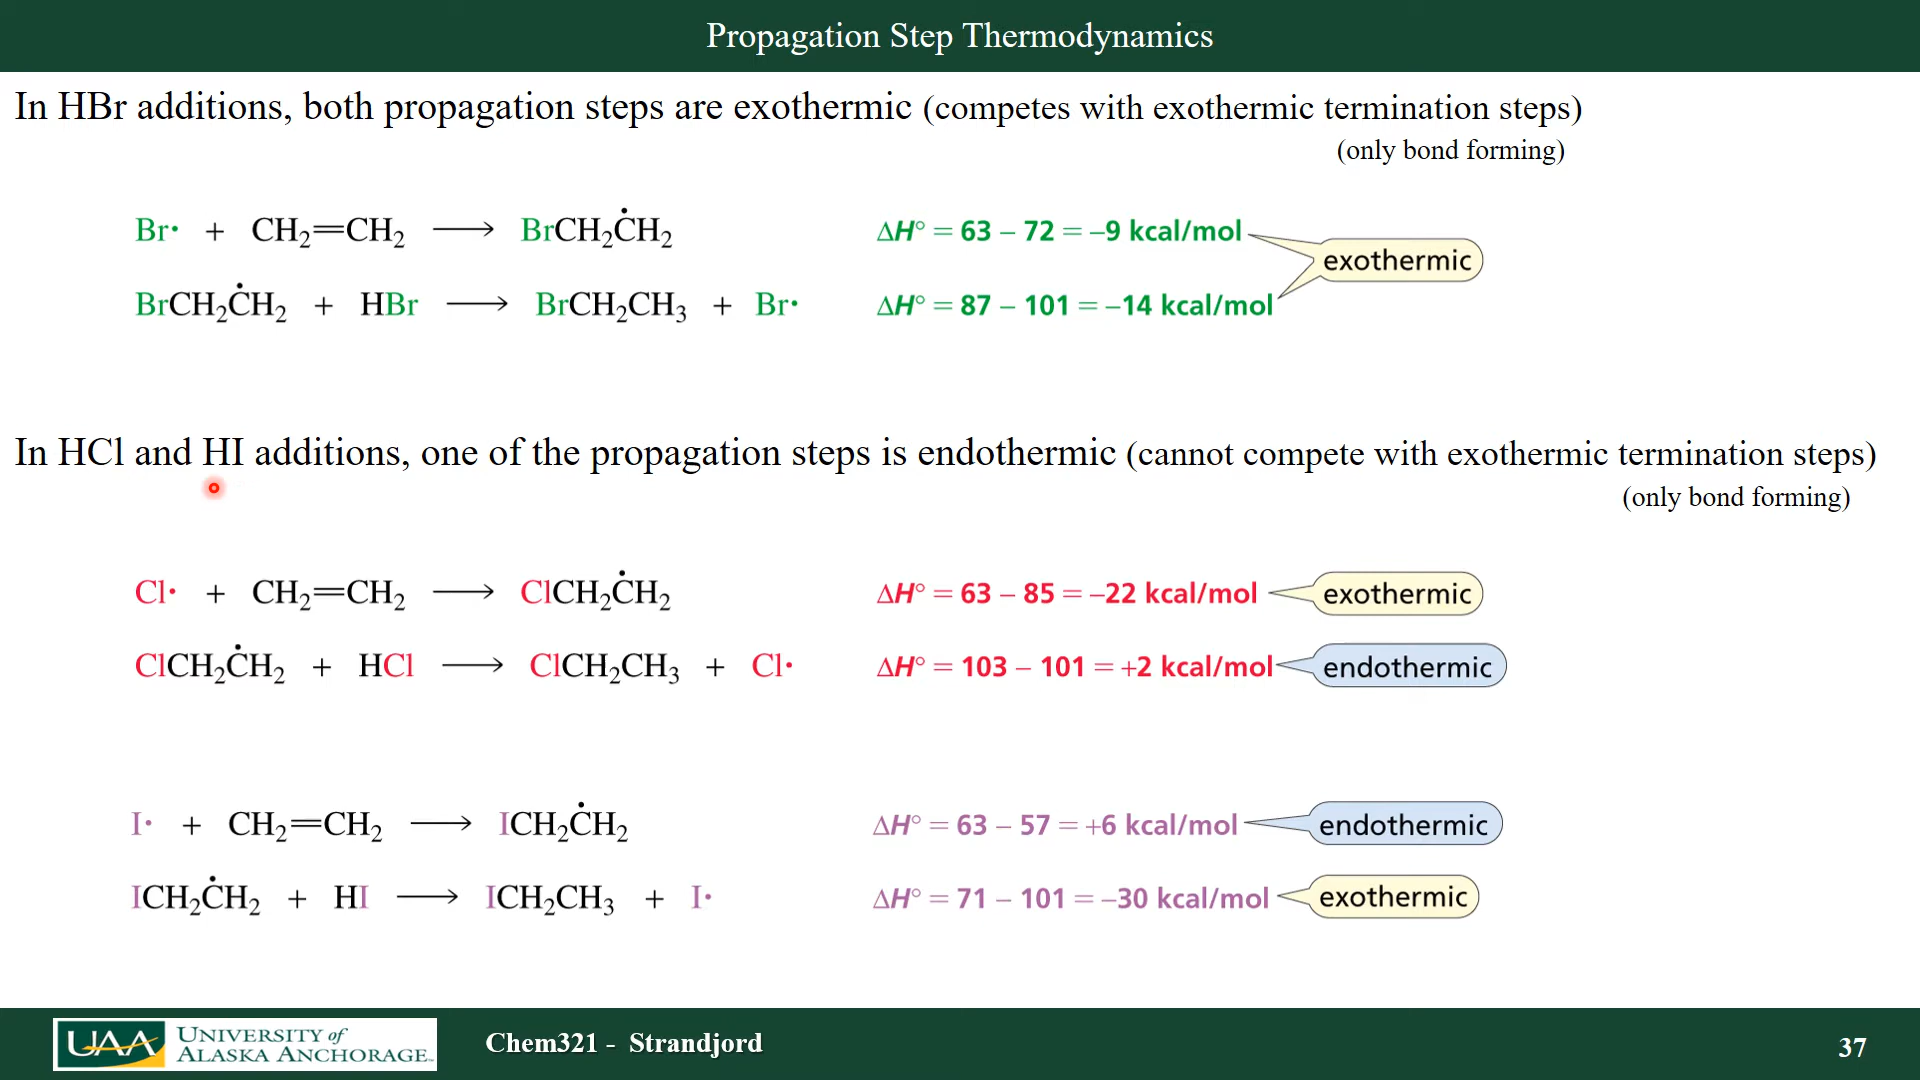 Propagation Step Thermodynamics
In HBr additions, both propagation steps are exothermic (competes with exothermic termination steps)
(only bond forming)
Br· + CH₂=CH₂ ⟶ BrCH₂ĊH₂ ΔH° = 63 – 72 = –9 kcal/mol
exothermic
BrCH₂ĊH₂ + HBr ⟶ BrCH₂CH₃ + Br· ΔH° = 87 – 101 = –14 kcal/mol
In HCl and HI additions, one of the propagation steps is endothermic (cannot compete with exothermic termination steps)
(only bond forming)
Cl· + CH₂=CH₂ ⟶ ClCH₂ĊH₂ ΔH° = 63 – 85 = –22 kcal/mol exothermic
ClCH₂ĊH₂ + HCl ⟶ ClCH₂CH₃ + Cl· ΔH° = 103 – 101 = +2 kcal/mol endothermic
I· + CH₂=CH₂ ⟶ ICH₂ĊH₂ ΔH° = 63 – 57 = +6 kcal/mol endothermic
ICH₂ĊH₂ + HI ⟶ ICH₂CH₃ + I· ΔH° = 71 – 101 = –30 kcal/mol exothermic
UAA UNIVERSITY of
ALASKA ANCHORAGE™
Chem321 - Strandjord
37